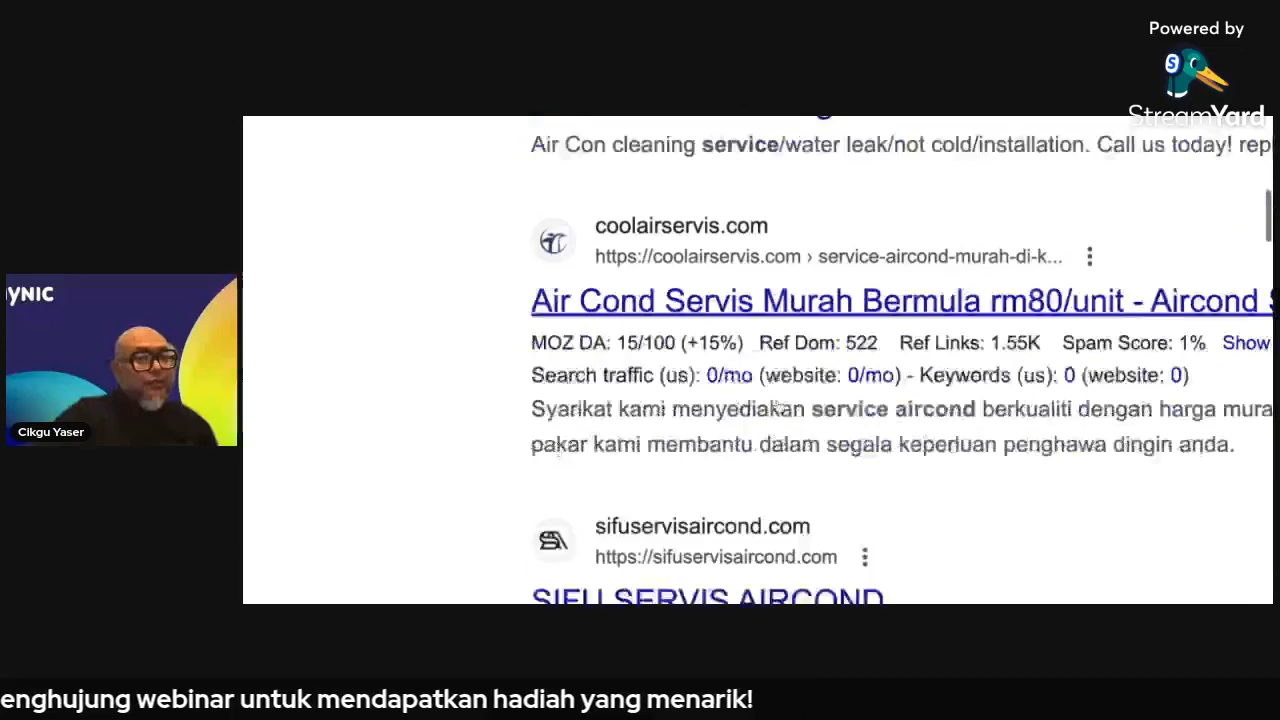 Powered by
StreamYard
Air Con cleaning service/water leak/not cold/installation. Call us today! rep
coolairservis.com
https://coolairservis.com › service-aircond-murah-di-k...
Air Cond Servis Murah Bermula rm80/unit - Aircond S
MOZ DA: 15/100 (+15%) Ref Dom: 522 Ref Links: 1.55K Spam Score: 1% Show
Search traffic (us): 0/mo (website: 0/mo) - Keywords (us): 0 (website: 0)
Syarikat kami menyediakan service aircond berkualiti dengan harga mura
pakar kami membantu dalam segala keperluan penghawa dingin anda.
sifuservisaircond.com
https://sifuservisaircond.com
SIFU SERVIS AIRCOND
YNIC
Cikgu Yaser
enghujung webinar untuk mendapatkan hadiah yang menarik!